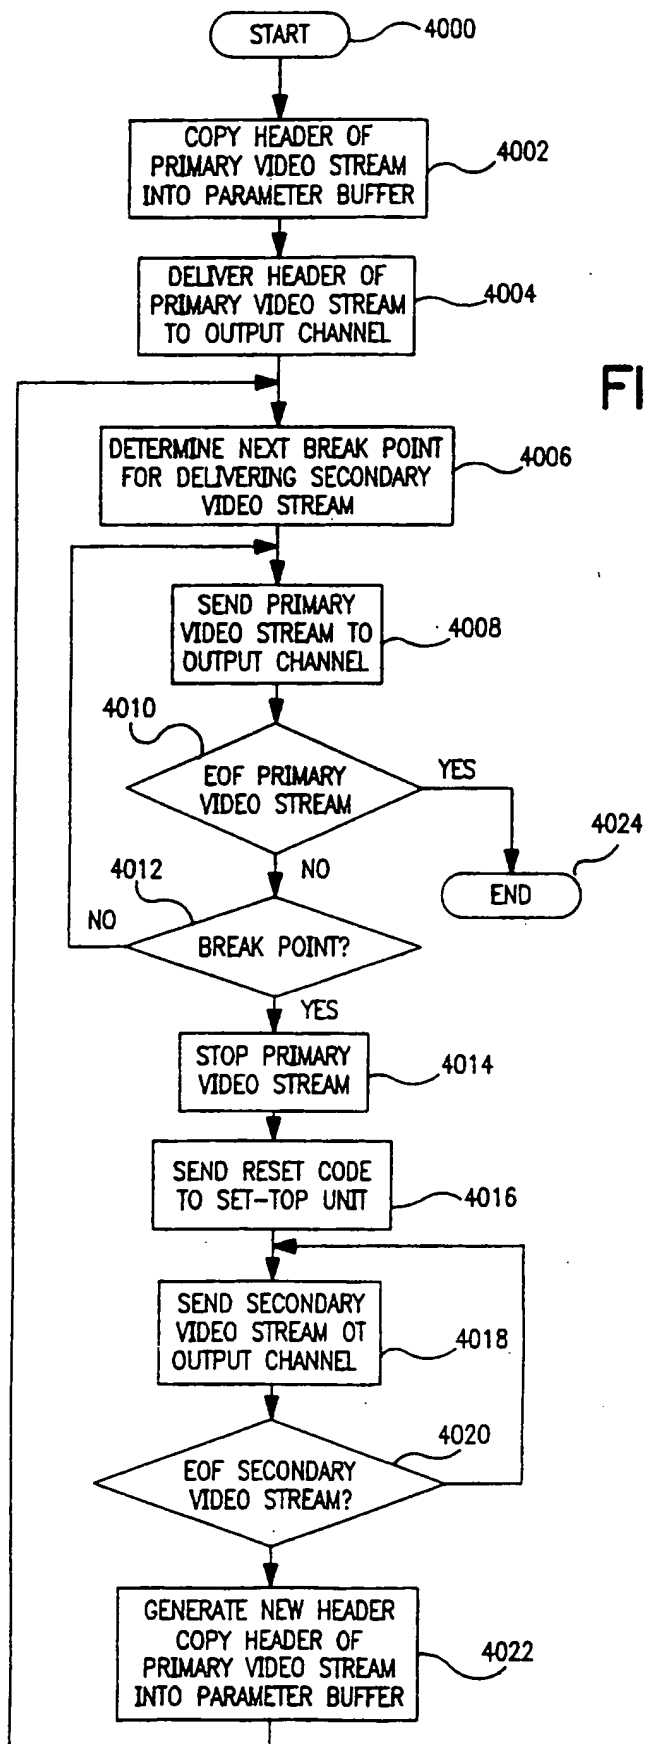 START
4000
COPY HEADER OF
PRIMARY VIDEO STREAM
INTO PARAMETER BUFFER
4002
DELIVER HEADER OF
PRIMARY VIDEO STREAM
TO OUTPUT CHANNEL
4004
FI
DETERMINE NEXT BREAK POINT
FOR DELIVERING SECONDARY
VIDEO STREAM
4006
SEND PRIMARY
VIDEO STREAM TO
OUTPUT CHANNEL
4008
4010
EOF PRIMARY
VIDEO STREAM
YES
4024
END
NO
4012
BREAK POINT?
NO
YES
STOP PRIMARY
VIDEO STREAM
4014
SEND RESET CODE
TO SET-TOP UNIT
4016
SEND SECONDARY
VIDEO STREAM OT
OUTPUT CHANNEL
4018
4020
EOF SECONDARY
VIDEO STREAM?
GENERATE NEW HEADER
COPY HEADER OF
PRIMARY VIDEO STREAM
INTO PARAMETER BUFFER
4022